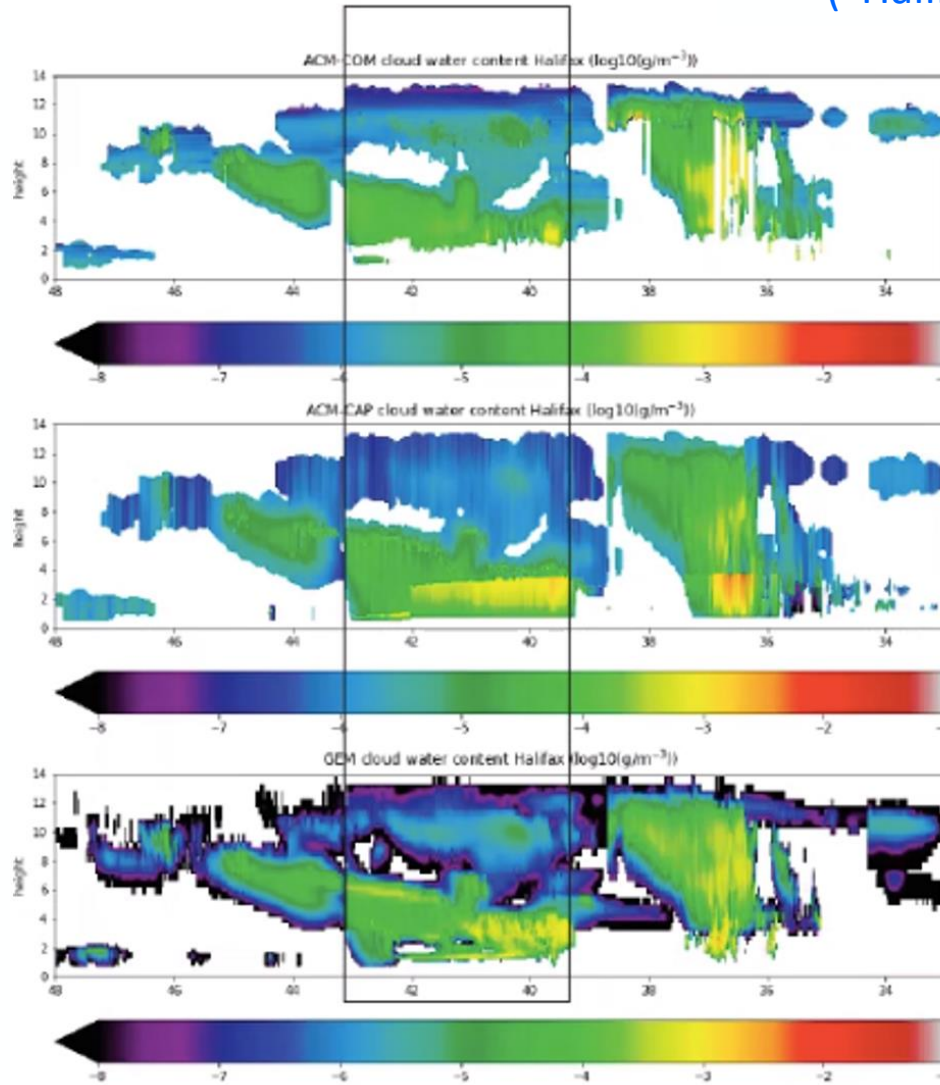 ACM-COM cloud water content Halifax (log10(g/m⁻³))
14
12
10
8
6
4
2
0
height
48 46 44 42 40 38 36 34
−8 −7 −6 −5 −4 −3 −2
ACM-CAP cloud water content Halifax (log10(g/m⁻³))
14
12
10
8
6
4
2
0
height
48 46 44 42 40 38 36 34
−8 −7 −6 −5 −4 −3 −2
GEM cloud water content Halifax (log10(g/m⁻³))
14
12
10
8
6
4
2
0
height
48 46 44 42 40 38 36 34
−8 −7 −6 −5 −4 −3 −2